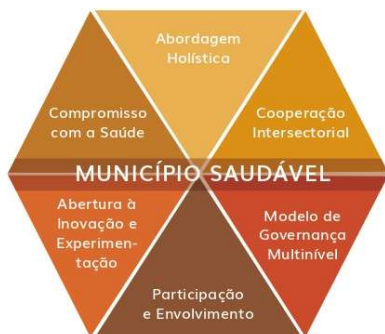 Abordagem
Holística
Compromisso
com a Saúde
Cooperação
Intersectorial
MUNICÍPIO SAUDÁVEL
Abertura à
Inovação e
Experimen-
tação
Modelo de
Governança
Multinível
Participação
e Envolvimento